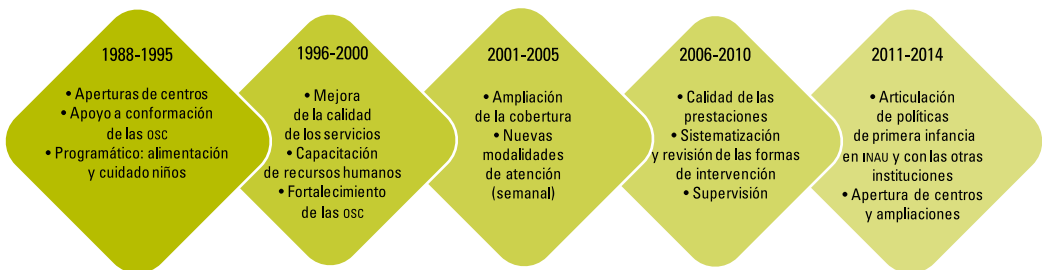 1988-1995
• Aperturas de centros
• Apoyo a conformación
de las OSC
• Programático: alimentación
y cuidado niños
1996-2000
• Mejora
de la calidad
de los servicios
• Capacitación
de recursos humanos
• Fortalecimiento
de las OSC
2001-2005
• Ampliación
de la cobertura
• Nuevas
modalidades
de atención
(semanal)
2006-2010
• Calidad de las
prestaciones
• Sistematización
y revisión de las formas
de intervención
• Supervisión
2011-2014
• Articulación
de políticas
de primera infancia
en INAU y con las otras
instituciones
• Apertura de centros
y ampliaciones